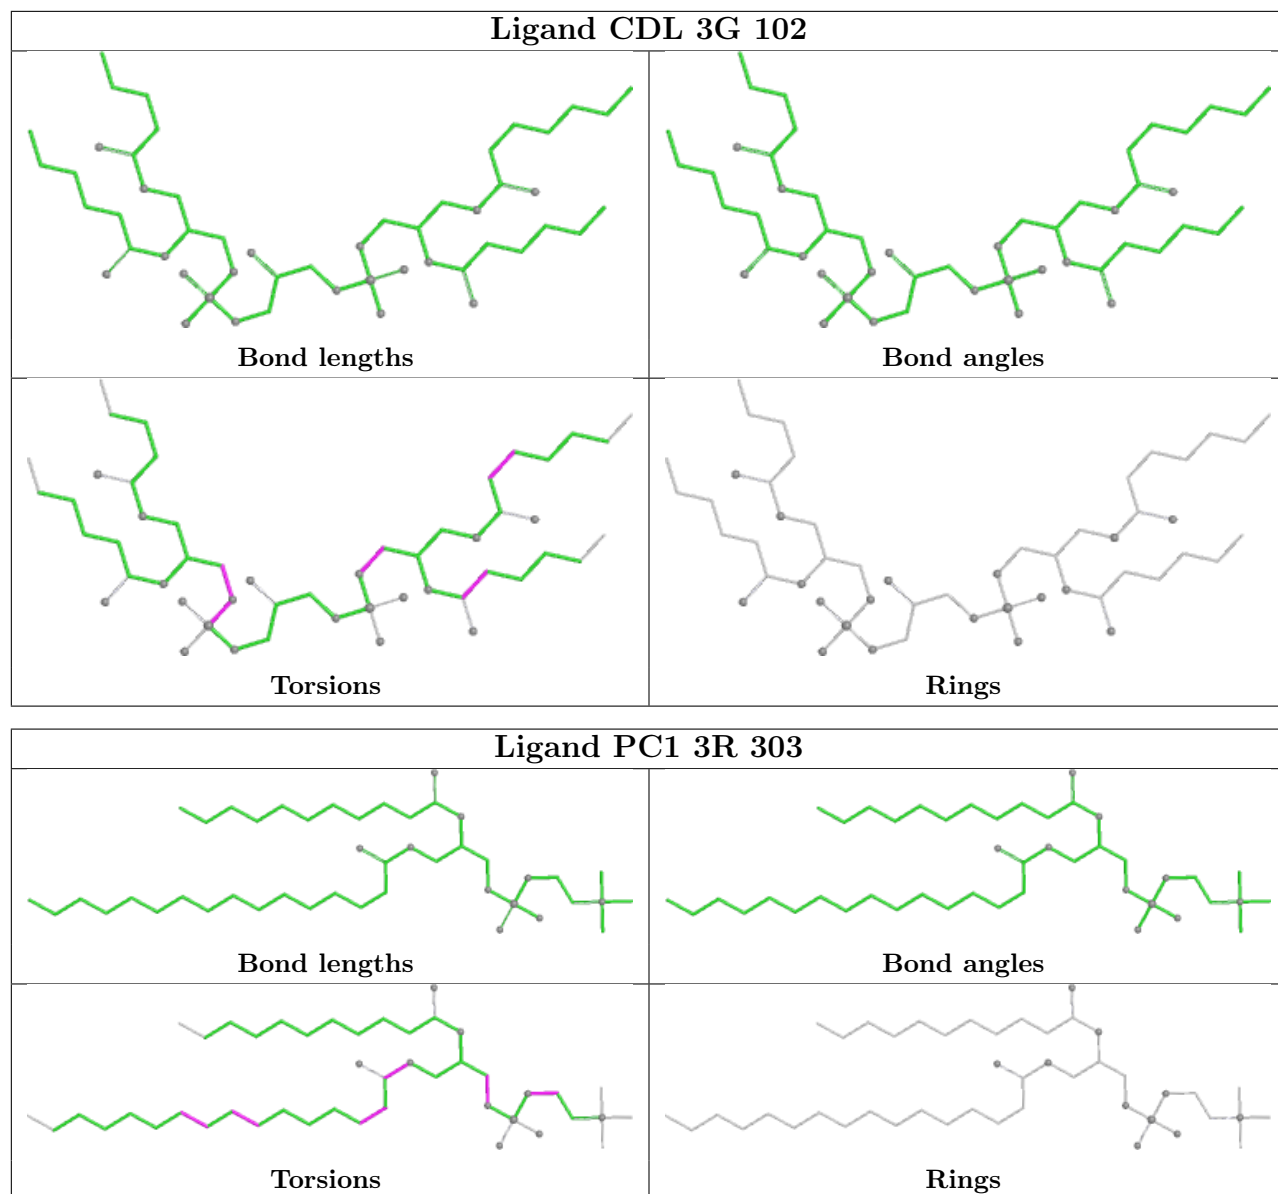 Ligand CDL 3G 102
Bond lengths
Bond angles
Torsions
Rings
Ligand PC1 3R 303
Bond lengths
Bond angles
Torsions
Rings